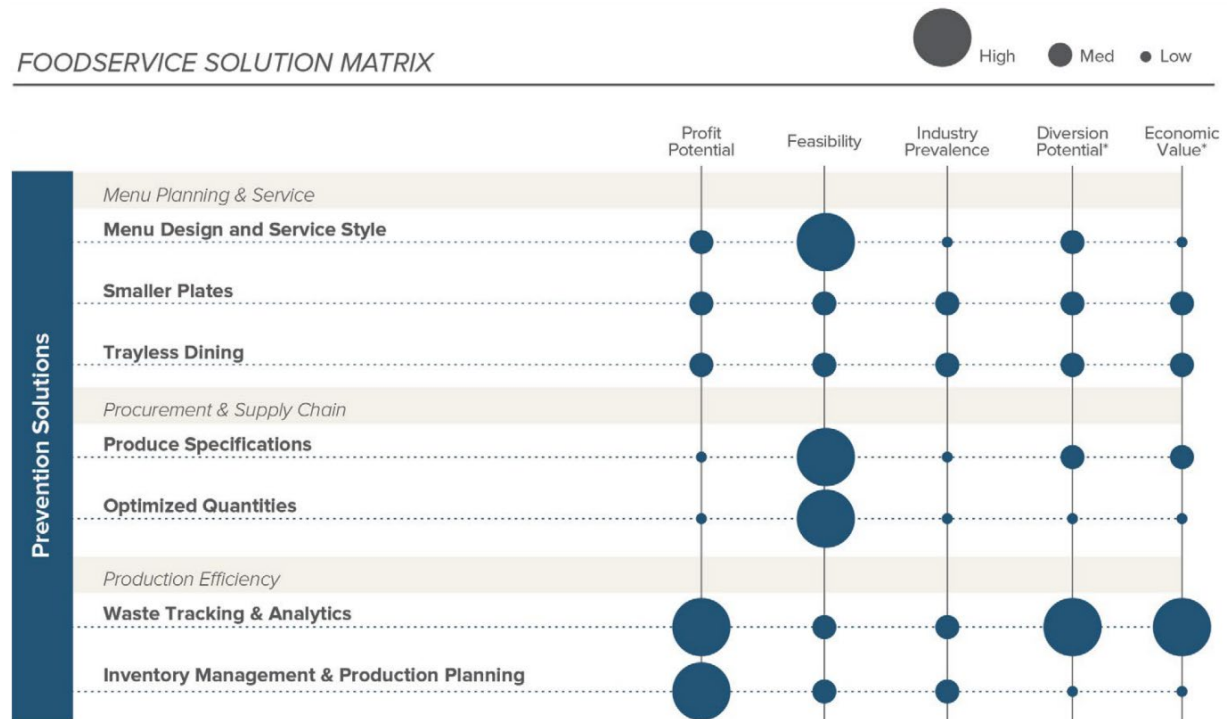 FOODSERVICE SOLUTION MATRIX
High Med Low
Profit Potential
Feasibility
Industry Prevalence
Diversion Potential*
Economic Value*
Prevention Solutions
Menu Planning & Service
Menu Design and Service Style
Smaller Plates
Trayless Dining
Procurement & Supply Chain
Produce Specifications
Optimized Quantities
Production Efficiency
Waste Tracking & Analytics
Inventory Management & Production Planning